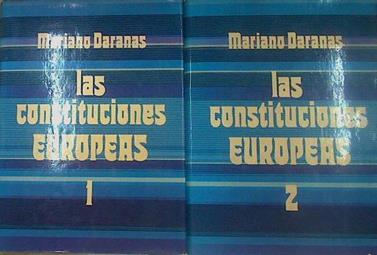 Mariano Daranas
las
constituciones
EUROPEAS
1
Mariano Daranas
las
constituciones
EUROPEAS
2